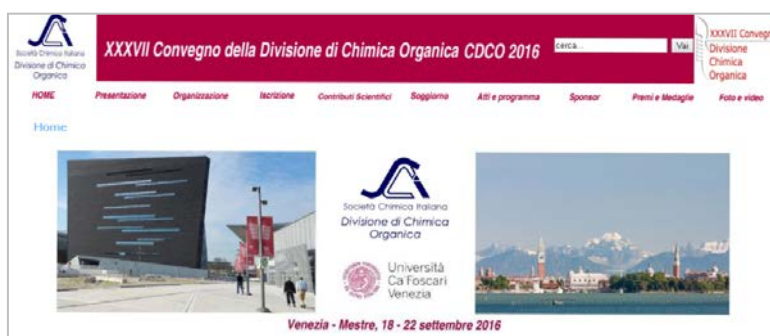 Società Chimica Italiana
Divisione di Chimica
Organica
XXXVII Convegno della Divisione di Chimica Organica CDCO 2016
cerca...
Vai
XXXVII Conveg
Divisione
Chimica
Organica
HOME
Presentazione
Organizzazione
Iscrizione
Contributi Scientifici
Soggiorno
Atti e programma
Sponsor
Premi e Medaglie
Foto e video
Home
Società Chimica Italiana
Divisione di Chimica
Organica
Università
Ca'Foscari
Venezia
Venezia - Mestre, 18 - 22 settembre 2016